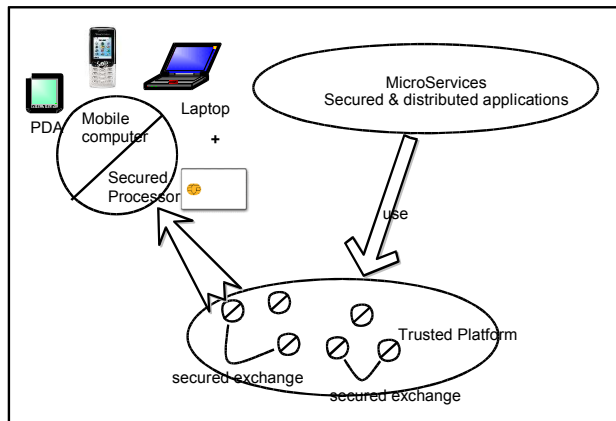 MicroServices
Secured & distributed applications
Laptop
PDA
Mobile
computer
+
Secured
Processor
use
Trusted Platform
secured exchange
secured exchange